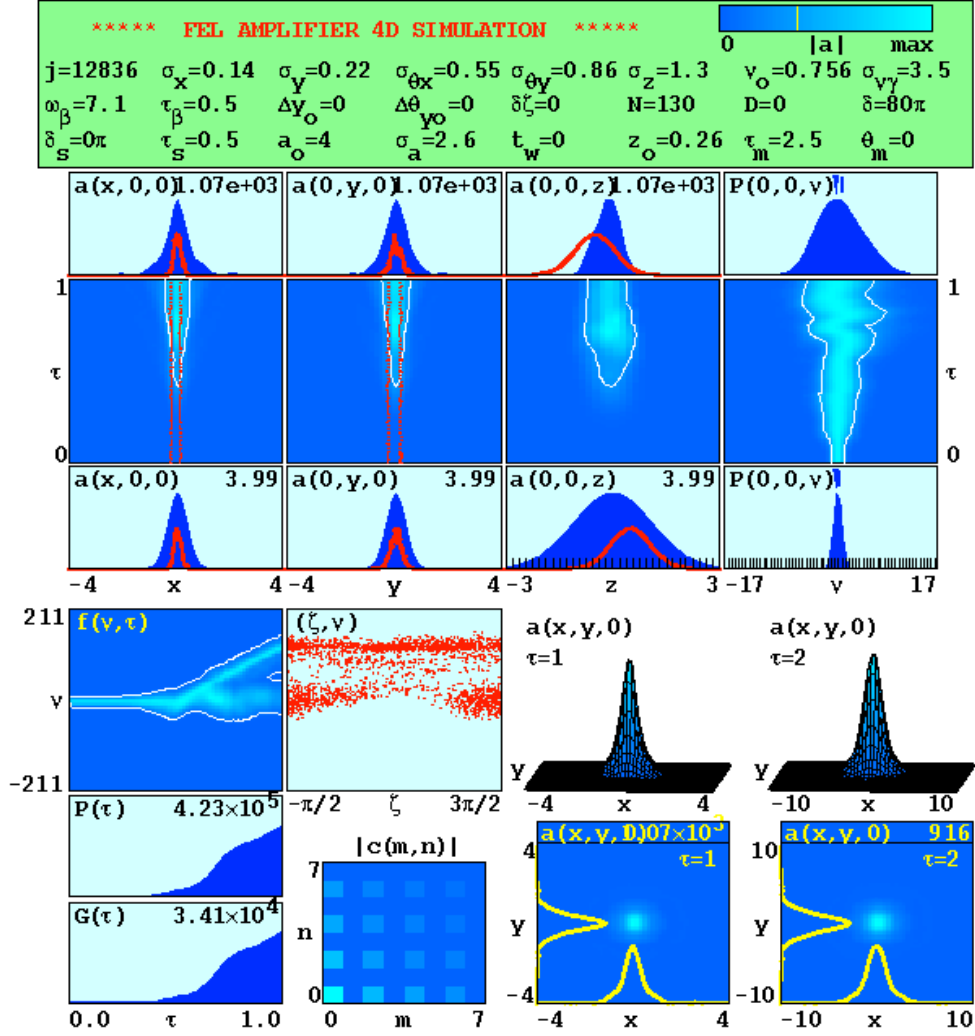 ***** FEL AMPLIFIER 4D SIMULATION *****
0 |a| max
j=12836 σx=0.14 σy=0.22 σθx=0.55 σθy=0.86 σz=1.3 νo=0.756 σνγ=3.5
ωβ=7.1 τβ=0.5 Δyo=0 Δθyo=0 δζ=0 N=130 D=0 δ=80π
δs=0π τs=0.5 ao=4 σa=2.6 tw=0 zo=0.26 τm=2.5 θm=0
a(x,0,0) 1.07e+03 a(0,y,0) 1.07e+03 a(0,0,z) 1.07e+03 P(0,0,ν)
1 1
τ τ
0 0
a(x,0,0) 3.99 a(0,y,0) 3.99 a(0,0,z) 3.99 P(0,0,ν)
-4 x 4 -4 y 4 -3 z 3 -17 ν 17
211 f(ν,τ) (ζ,ν) a(x,y,0) a(x,y,0)
τ=1 τ=2
ν
-211 y y
-π/2 ζ 3π/2 -4 x 4 -10 x 10
P(τ) 4.23×10^5
|c(m,n)| a(x,y,0) 1.07×10^3 a(x,y,0) 916
7 4 τ=1 10 τ=2
G(τ) 3.41×10^4
n y y
0 -4 -10
0.0 τ 1.0 0 m 7 -4 x 4 -10 x 10